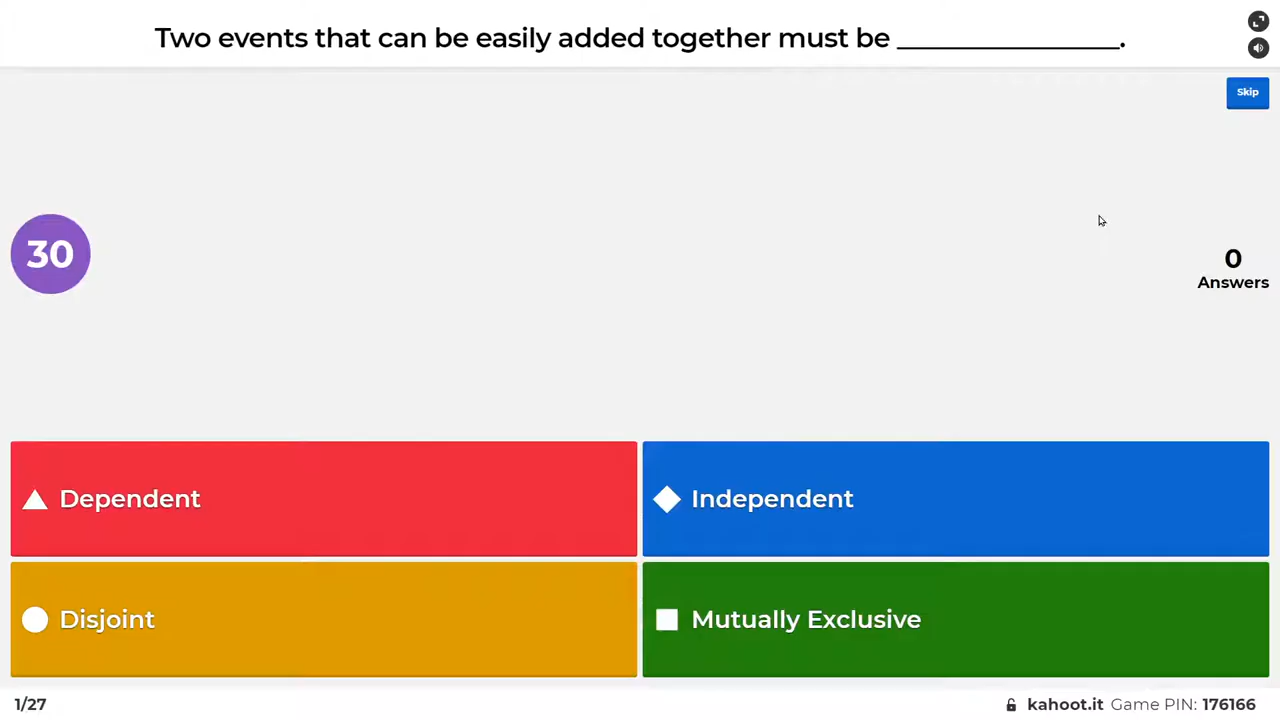 Two events that can be easily added together must be _______________.
Skip
30
0
Answers
Dependent
Independent
Disjoint
Mutually Exclusive
1/27
kahoot.it Game PIN: 176166